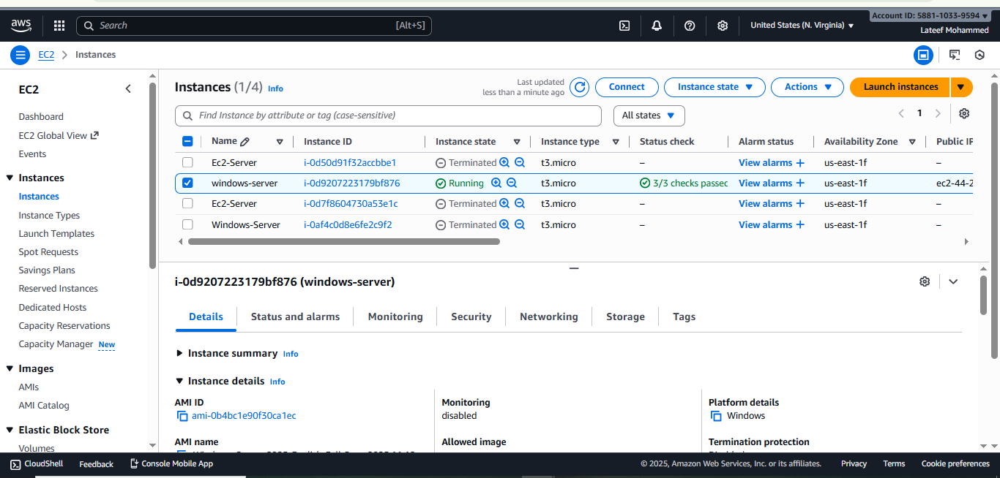 aws Search [Alt+S] United States (N. Virginia) ▼ Account ID: 5881-1033-9594 ▼
Lateef Mohammed
EC2 > Instances
EC2
Dashboard
EC2 Global View
Events
Instances
Instances
Instance Types
Launch Templates
Spot Requests
Savings Plans
Reserved Instances
Dedicated Hosts
Capacity Reservations
Capacity Manager New
Images
AMIs
AMI Catalog
Elastic Block Store
Volumes
Instances (1/4) Info
Last updated
less than a minute ago
Connect Instance state ▼ Actions ▼ Launch instances ▼
Find Instance by attribute or tag (case-sensitive) All states ▼ < 1 >
Name Instance ID Instance state Instance type Status check Alarm status Availability Zone Public IP
Ec2-Server i-0d50d91f32accbbe1 Terminated t3.micro – View alarms + us-east-1f –
windows-server i-0d9207223179bf876 Running t3.micro 3/3 checks passed View alarms + us-east-1f ec2-44-2
Ec2-Server i-0d7f8604730a53e1c Terminated t3.micro – View alarms + us-east-1f –
Windows-Server i-0af4c0d8e6fe2c9f2 Terminated t3.micro – View alarms + us-east-1f –
i-0d9207223179bf876 (windows-server)
Details Status and alarms Monitoring Security Networking Storage Tags
Instance summary Info
Instance details Info
AMI ID
ami-0b4bc1e90f30ca1ec
AMI name
Monitoring
disabled
Allowed image
Platform details
Windows
Termination protection
CloudShell Feedback Console Mobile App © 2025, Amazon Web Services, Inc. or its affiliates. Privacy Terms Cookie preferences